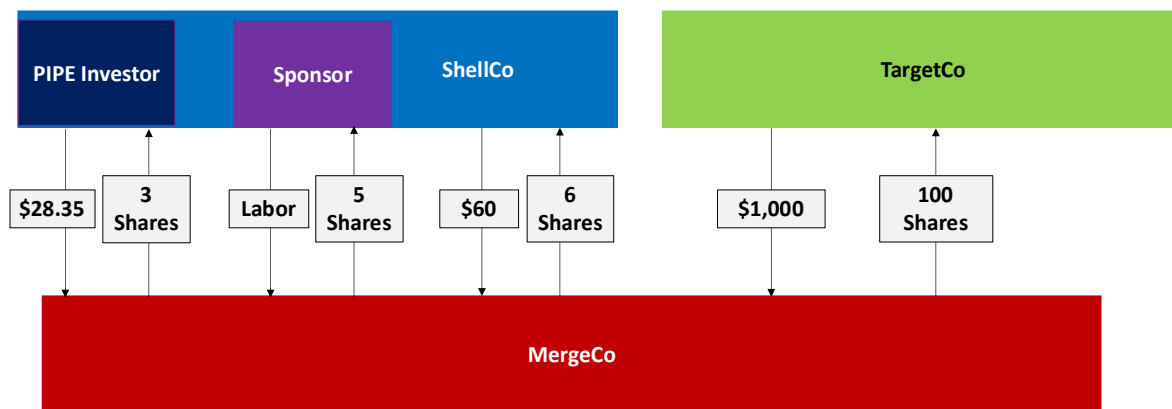 PIPE Investor
Sponsor
ShellCo
TargetCo
$28.35
3
Shares
Labor
5
Shares
$60
6
Shares
$1,000
100
Shares
MergeCo